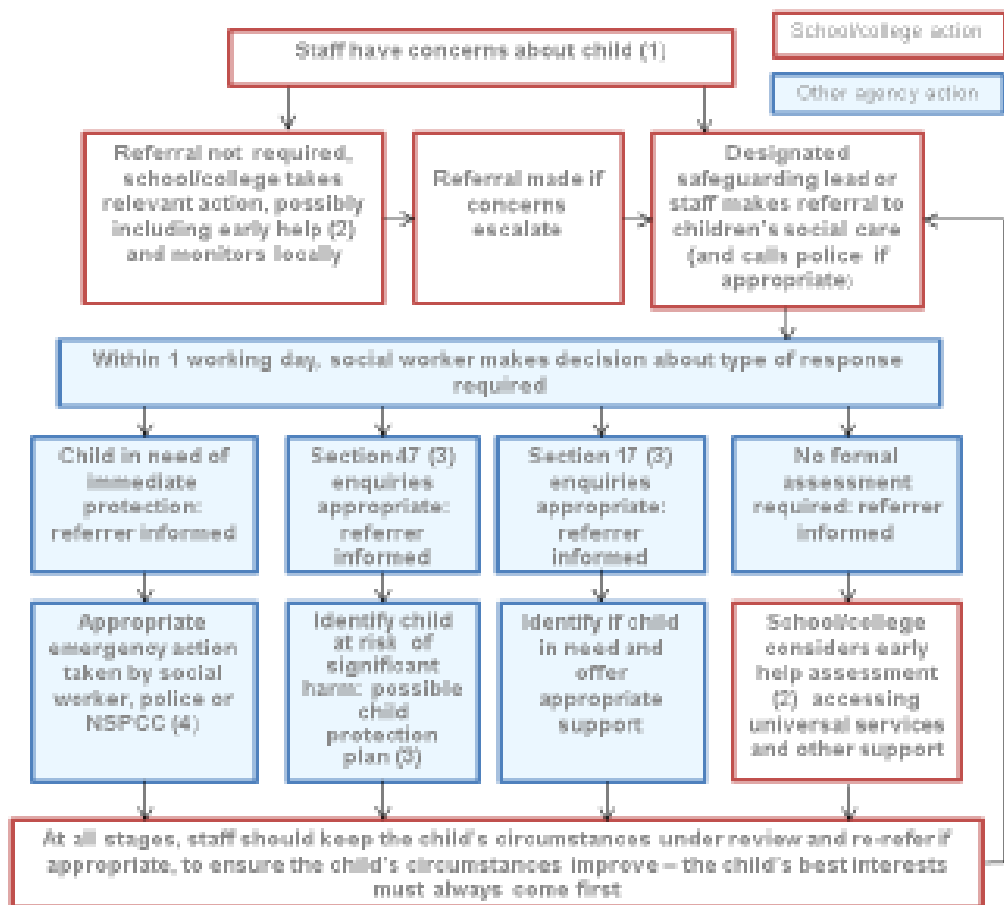 School/college action
Staff have concerns about child (1)
Other agency action
Referral not required,
school/college takes
relevant action, possibly
including early help (2)
and monitors locally
Referral made if
concerns
escalate
Designated
safeguarding lead or
staff makes referral to
children's social care
(and calls police if
appropriate)
Within 1 working day, social worker makes decision about type of response
required
Child in need of
immediate
protection:
referrer informed
Section 47 (3)
enquiries
appropriate:
referrer
informed
Section 17 (3)
enquiries
appropriate:
referrer
informed
No formal
assessment
required: referrer
informed
Appropriate
emergency action
taken by social
worker, police or
NSPCC (4)
Identify child
at risk of
significant
harm: possible
child
protection
plan (3)
Identify if child
in need and
offer
appropriate
support
School/college
considers early
help assessment
(2) accessing
universal services
and other support
At all stages, staff should keep the child's circumstances under review and re-refer if
appropriate, to ensure the child's circumstances improve – the child's best interests
must always come first